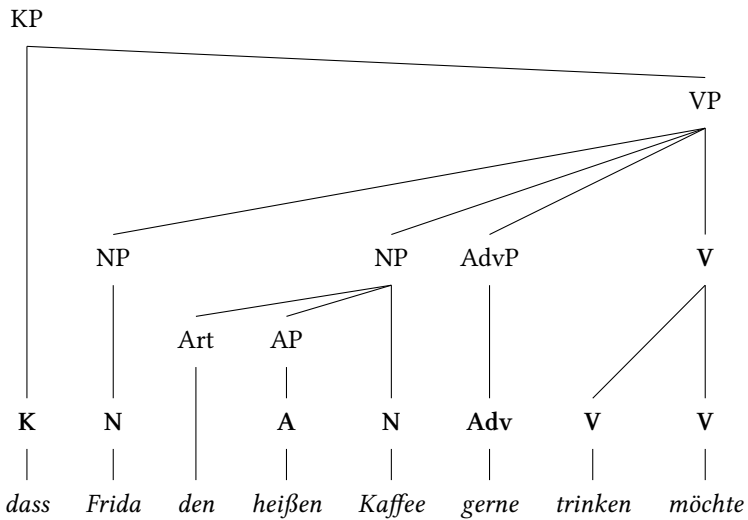 KP
VP
NP NP AdvP V
Art AP
K N A N Adv V V
dass Frida den heißen Kaffee gerne trinken möchte